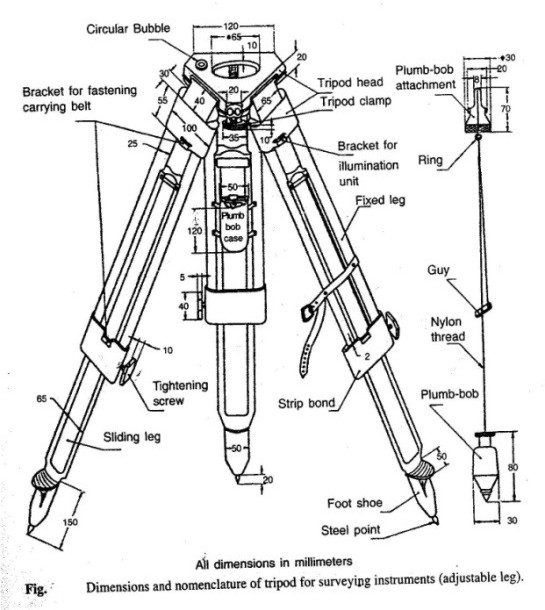 Circular Bubble
120
•65
10
20
30
Bracket for fastening
carrying belt
55
40
20
65
Tripod head
Tripod clamp
Plumb-bob
attachment
•30
20
8
70
100
25
35
10
Bracket for
illumination
unit
Ring
50
Fixed leg
Plumb
bob
case
120
5
40
Guy
10
2
Nylon
thread
Tightening
screw
65
Strip bond
Plumb-bob
Sliding leg
50
50
80
20
Foot shoe
150
Steel point
30
All dimensions in millimeters
Fig. Dimensions and nomenclature of tripod for surveying instruments (adjustable leg).